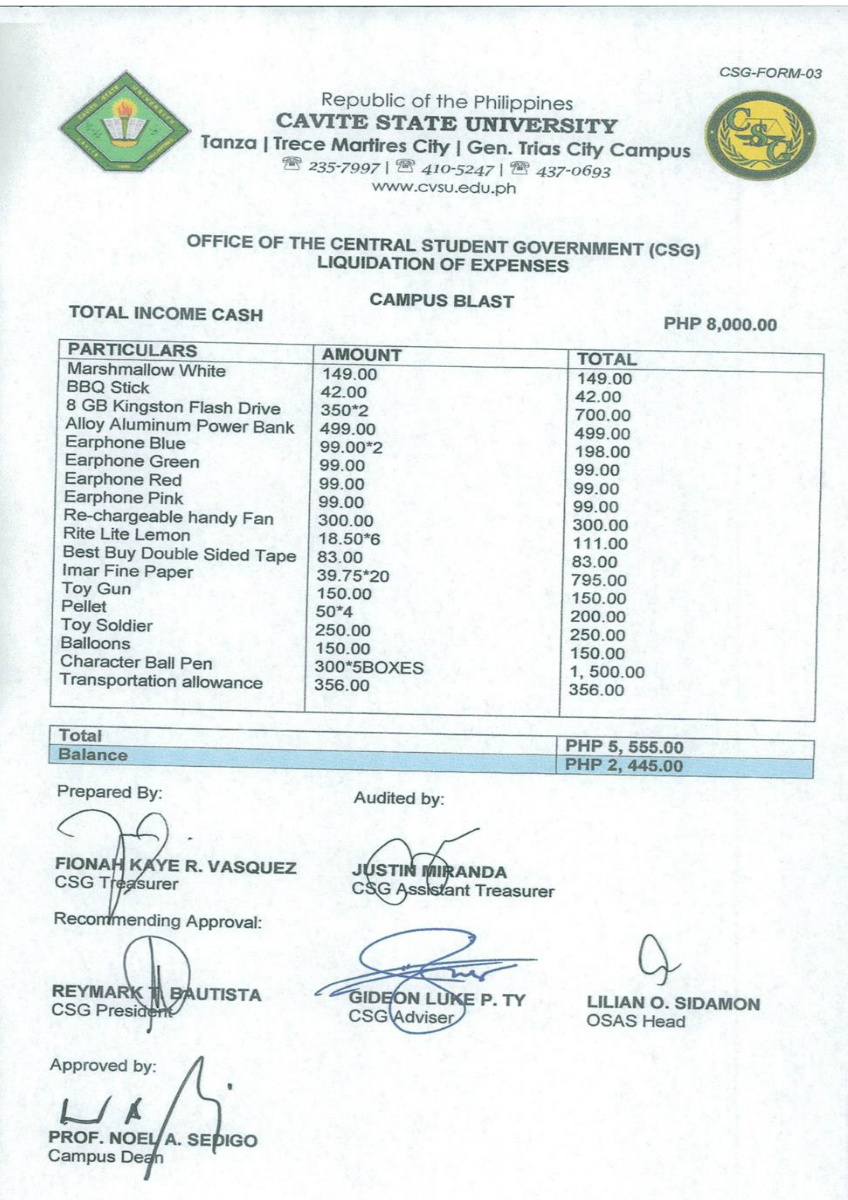 CSG-FORM-03
Republic of the Philippines
CAVITE STATE UNIVERSITY
Tanza | Trece Martires City | Gen. Trias City Campus
☏ 235-7997 | ☏ 410-5247 | ☏ 437-0693
www.cvsu.edu.ph
CSG
OFFICE OF THE CENTRAL STUDENT GOVERNMENT (CSG)
LIQUIDATION OF EXPENSES
CAMPUS BLAST
TOTAL INCOME CASH PHP 8,000.00
PARTICULARS AMOUNT TOTAL
Marshmallow White 149.00 149.00
BBQ Stick 42.00 42.00
8 GB Kingston Flash Drive 350*2 700.00
Alloy Aluminum Power Bank 499.00 499.00
Earphone Blue 99.00*2 198.00
Earphone Green 99.00 99.00
Earphone Red 99.00 99.00
Earphone Pink 99.00 99.00
Re-chargeable handy Fan 300.00 300.00
Rite Lite Lemon 18.50*6 111.00
Best Buy Double Sided Tape 83.00 83.00
Imar Fine Paper 39.75*20 795.00
Toy Gun 150.00 150.00
Pellet 50*4 200.00
Toy Soldier 250.00 250.00
Balloons 150.00 150.00
Character Ball Pen 300*5BOXES 1, 500.00
Transportation allowance 356.00 356.00
Total PHP 5, 555.00
Balance PHP 2, 445.00
Prepared By: Audited by:
FIONAH KAYE R. VASQUEZ JUSTIN MIRANDA
CSG Treasurer CSG Assistant Treasurer
Recommending Approval:
REYMARK T. BAUTISTA GIDEON LUKE P. TY LILIAN O. SIDAMON
CSG President CSG Adviser OSAS Head
Approved by:
PROF. NOEL A. SEDIGO
Campus Dean